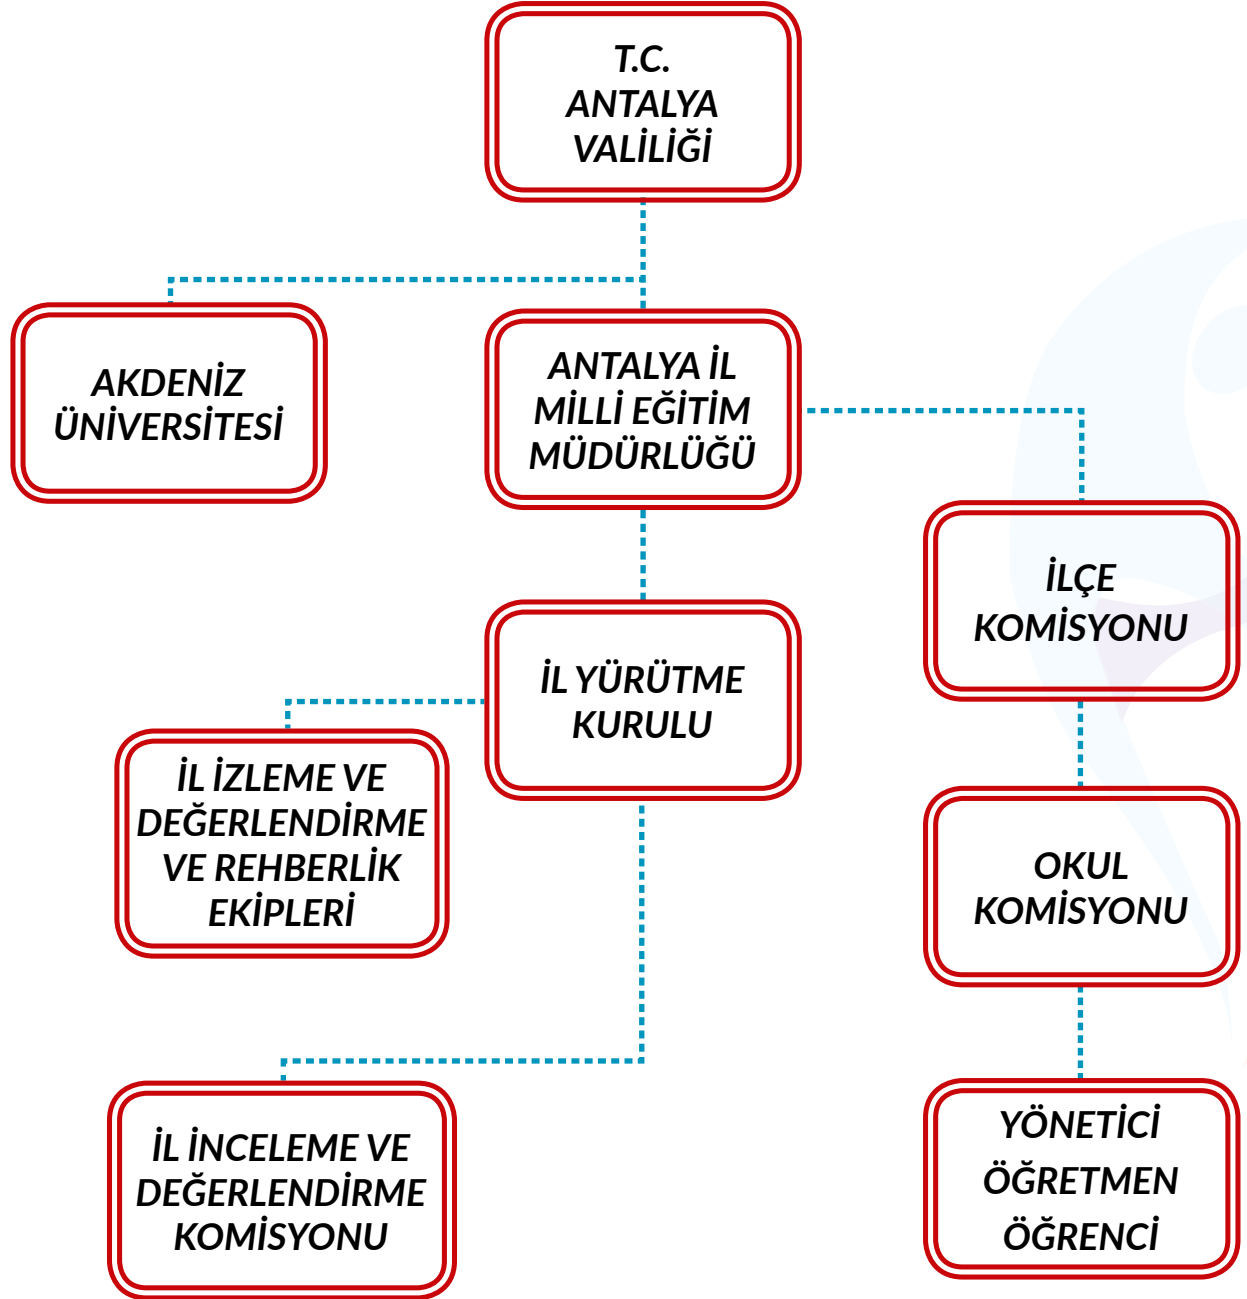 T.C.
ANTALYA
VALİLİĞİ
AKDENİZ
ÜNİVERSİTESİ
ANTALYA İL
MİLLİ EĞİTİM
MÜDÜRLÜĞÜ
İLÇE
KOMİSYONU
İL YÜRÜTME
KURULU
İL İZLEME VE
DEĞERLENDİRME
VE REHBERLİK
EKİPLERİ
OKUL
KOMİSYONU
İL İNCELEME VE
DEĞERLENDİRME
KOMİSYONU
YÖNETİCİ
ÖĞRETMEN
ÖĞRENCİ